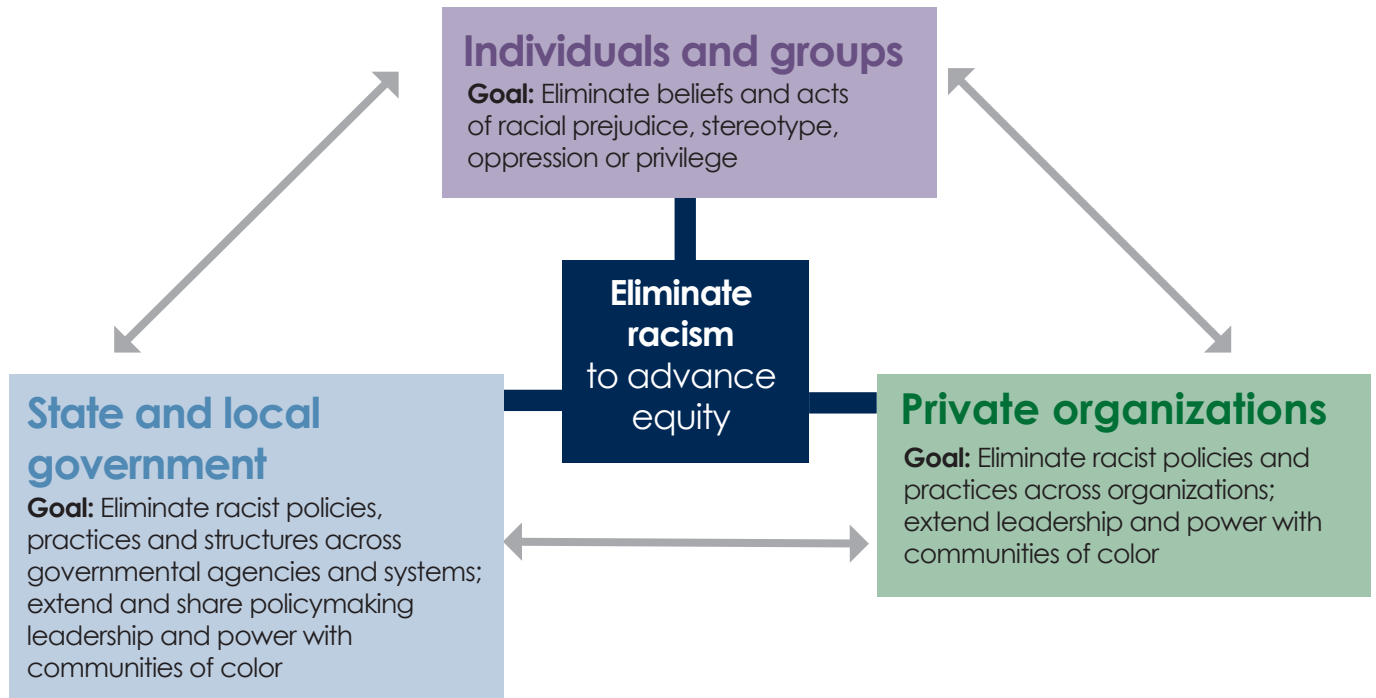 Individuals and groups
Goal: Eliminate beliefs and acts
of racial prejudice, stereotype,
oppression or privilege
Eliminate
racism
to advance
equity
State and local
government
Goal: Eliminate racist policies,
practices and structures across
governmental agencies and systems;
extend and share policymaking
leadership and power with
communities of color
Private organizations
Goal: Eliminate racist policies and
practices across organizations;
extend leadership and power with
communities of color